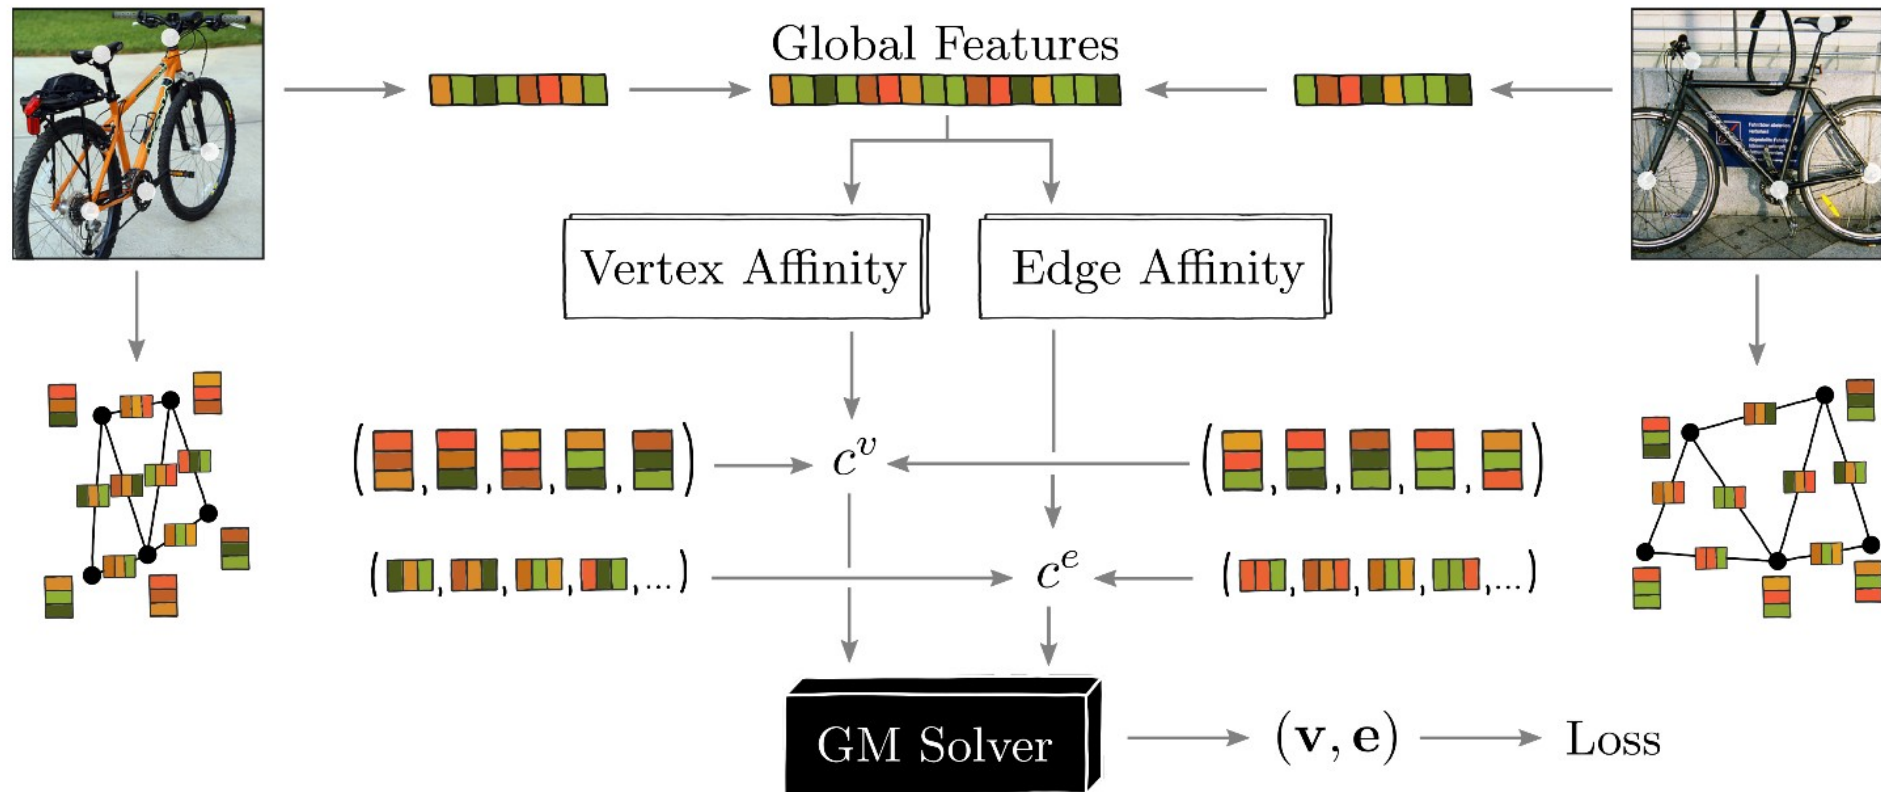 Global Features
Vertex Affinity
Edge Affinity
( , , , , )
c^v
( , , , , )
( , , , ,...)
c^e
( , , , ,...)
GM Solver
(v, e)
Loss